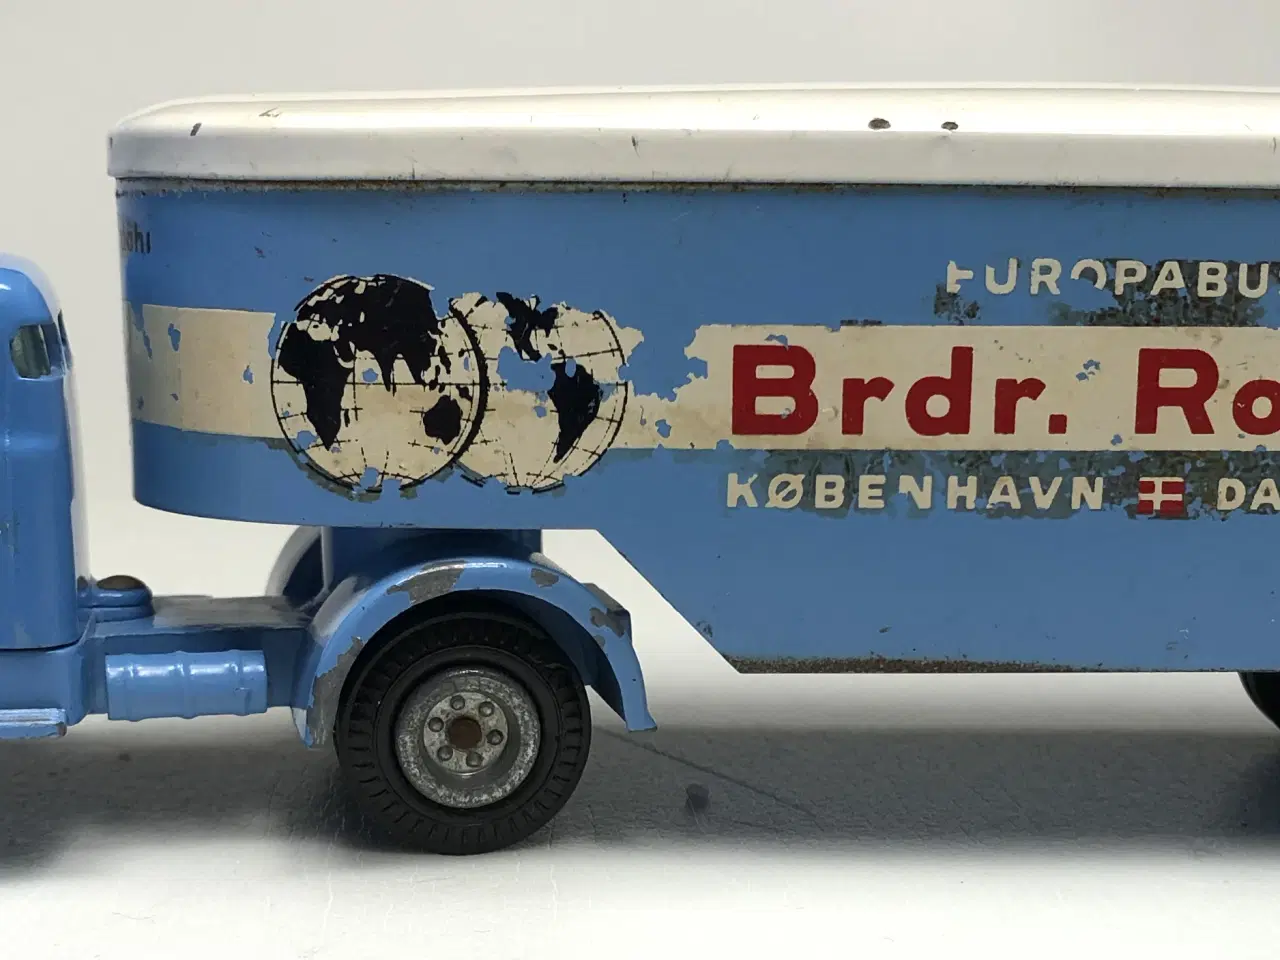 EUROPABU
Brdr. Ro
KØBENHAVN DA